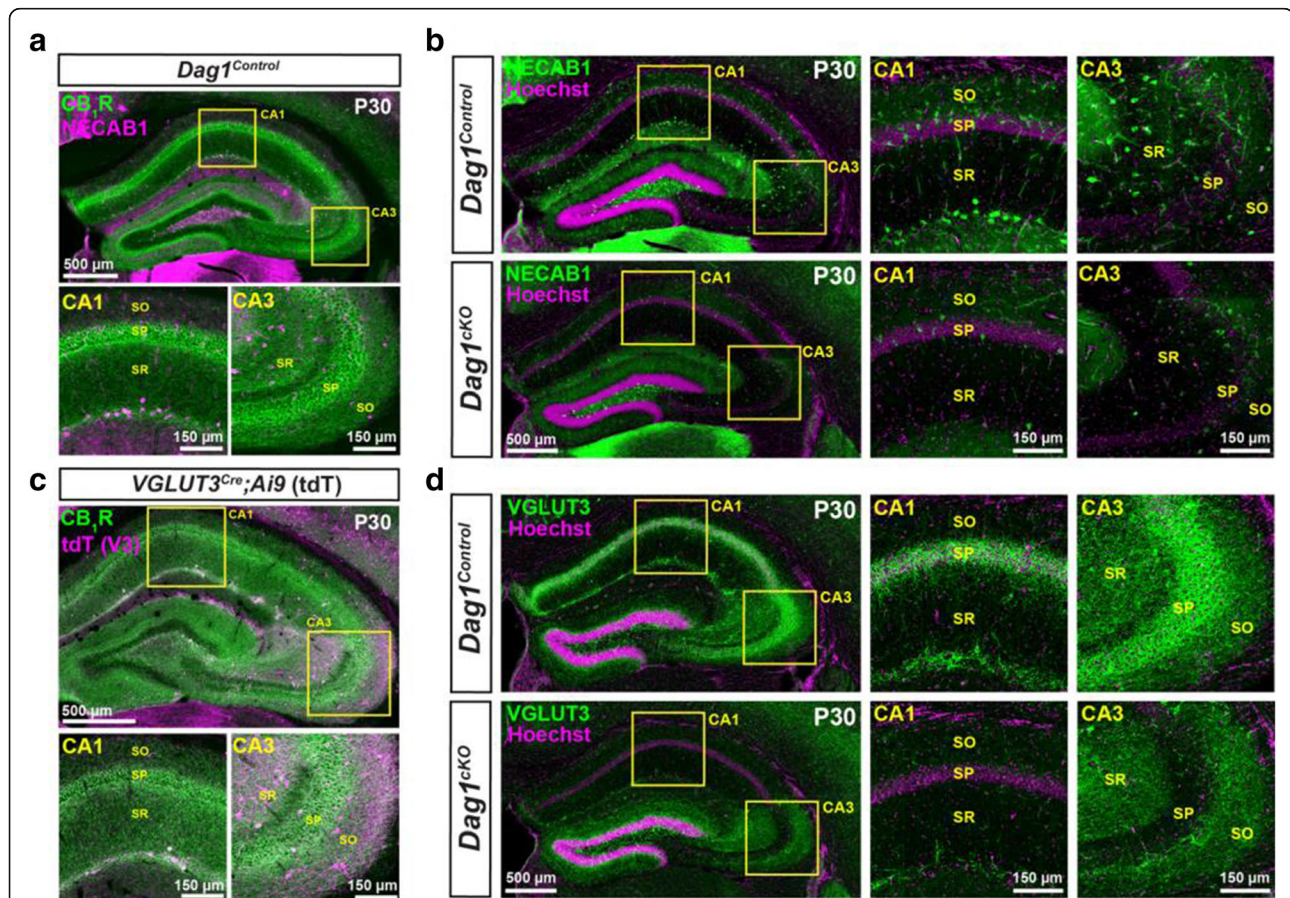 a
Dag1Control
CB1R
NECAB1
P30
CA1
CA3
500 µm
CA1
SO
SP
SR
150 µm
CA3
SR
SP
SO
150 µm
b
Dag1Control
NECAB1
Hoechst
P30
CA1
CA3
CA1
SO
SP
SR
CA3
SR
SP
SO
Dag1cKO
NECAB1
Hoechst
P30
CA1
CA3
500 µm
CA1
SO
SP
SR
150 µm
CA3
SR
SP
SO
150 µm
c
VGLUT3Cre;Ai9 (tdT)
CB1R
tdT (V3)
P30
CA1
CA3
500 µm
CA1
SO
SP
SR
150 µm
CA3
SR
SP
SO
150 µm
d
Dag1Control
VGLUT3
Hoechst
P30
CA1
CA3
CA1
SO
SP
SR
CA3
SR
SP
SO
Dag1cKO
VGLUT3
Hoechst
P30
CA1
CA3
500 µm
CA1
SO
SP
SR
150 µm
CA3
SR
SP
SO
150 µm